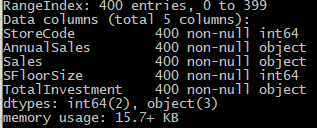 RangeIndex: 400 entries, 0 to 399
Data columns (total 5 columns):
StoreCode 400 non-null int64
AnnualSales 400 non-null object
Sales 400 non-null object
SFloorSize 400 non-null int64
TotalInvestment 400 non-null object
dtypes: int64(2), object(3)
memory usage: 15.7+ KB